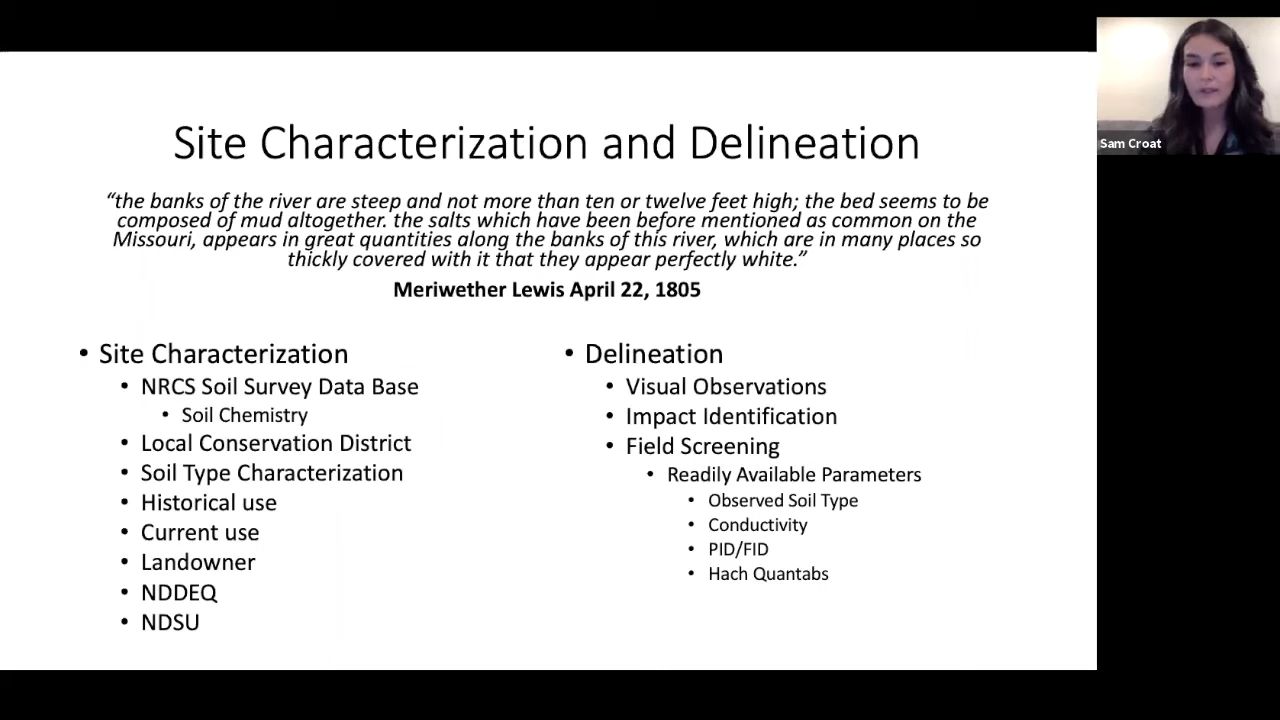 Site Characterization and Delineation
“the banks of the river are steep and not more than ten or twelve feet high; the bed seems to be
composed of mud altogether. the salts which have been before mentioned as common on the
Missouri, appears in great quantities along the banks of this river, which are in many places so
thickly covered with it that they appear perfectly white.”
Meriwether Lewis April 22, 1805
• Site Characterization
• NRCS Soil Survey Data Base
• Soil Chemistry
• Local Conservation District
• Soil Type Characterization
• Historical use
• Current use
• Landowner
• NDDEQ
• NDSU
• Delineation
• Visual Observations
• Impact Identification
• Field Screening
• Readily Available Parameters
• Observed Soil Type
• Conductivity
• PID/FID
• Hach Quantabs
Sam Croat